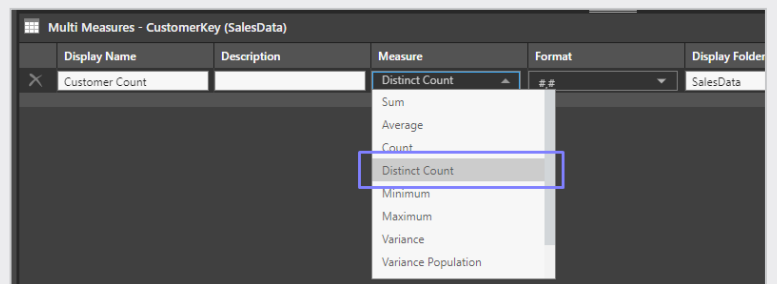 Multi Measures - CustomerKey (SalesData)
Display Name Description Measure Format Display Folder
Customer Count Distinct Count #,# SalesData
Sum
Average
Count
Distinct Count
Minimum
Maximum
Variance
Variance Population